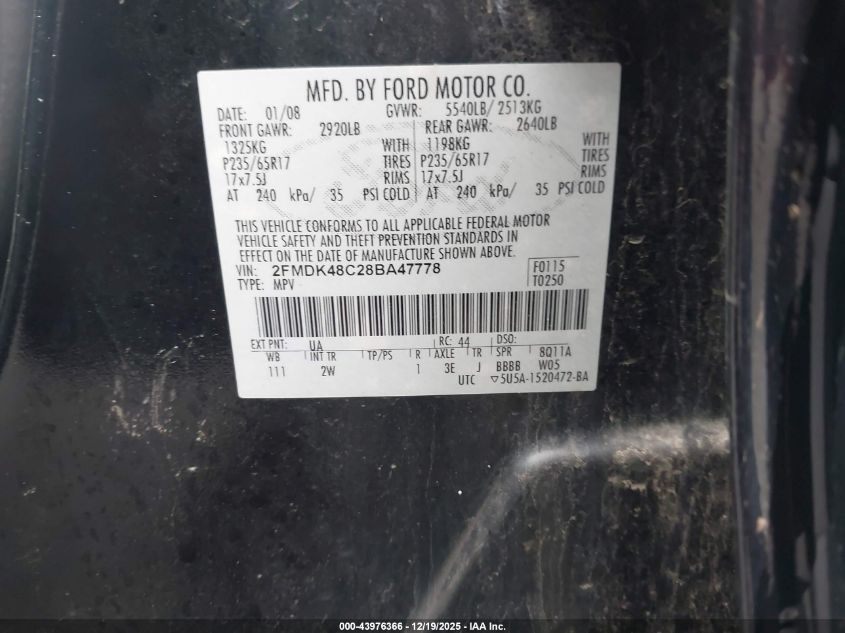 MFD. BY FORD MOTOR CO.
DATE: 01/08 GVWR: 5540LB/ 2513KG
FRONT GAWR: 2920LB REAR GAWR: 2640LB
1325KG WITH 1198KG WITH
P235/65R17 TIRES P235/65R17 TIRES
17x7.5J RIMS 17x7.5J RIMS
AT 240 kPa/ 35 PSI COLD AT 240 kPa/ 35 PSI COLD
THIS VEHICLE CONFORMS TO ALL APPLICABLE FEDERAL MOTOR
VEHICLE SAFETY AND THEFT PREVENTION STANDARDS IN
EFFECT ON THE DATE OF MANUFACTURE SHOWN ABOVE.
VIN: 2FMDK48C28BA47778 F0115
TYPE: MPV T0250
EXT PNT: UA RC: 44 DSO:
WB INT TR TP/PS R AXLE TR SPR 8Q11A
111 2W 1 3E J BBBB W05
UTC ▽5U5A-1520472-BA
000-43976366 - 12/19/2025 - IAA Inc.